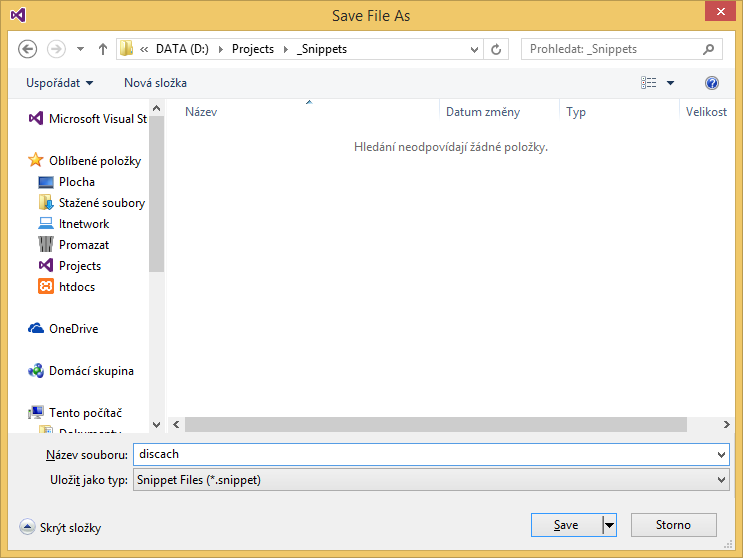 Save File As
« DATA (D:) Projects _Snippets
Prohledat: _Snippets
Uspořádat
Nová složka
Název
Datum změny
Typ
Velikost
Hledání neodpovídají žádné položky.
Microsoft Visual St
Oblíbené položky
Plocha
Stažené soubory
Itnetwork
Promazat
Projects
htdocs
OneDrive
Domácí skupina
Tento počítač
Dokumenty
Název souboru:
discach
Uložit jako typ:
Snippet Files (*.snippet)
Skrýt složky
Save
Storno